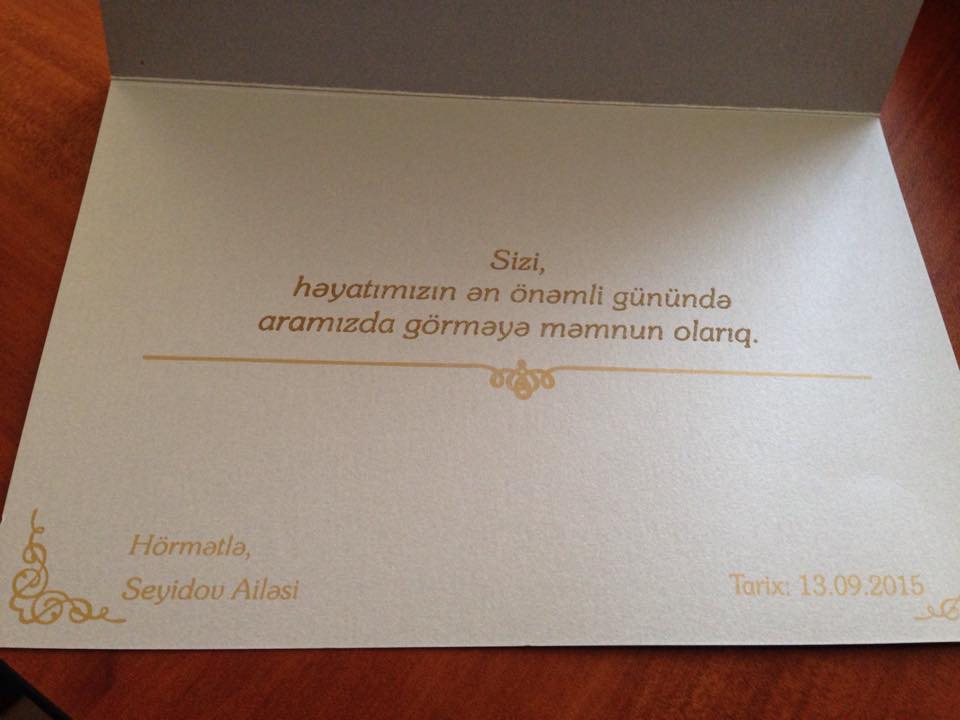 Sizi,
həyatımızın ən önəmli günündə
aramızda görməyə məmnun olarıq.
Hörmətlə,
Seyidov Ailəsi
Tarix: 13.09.2015